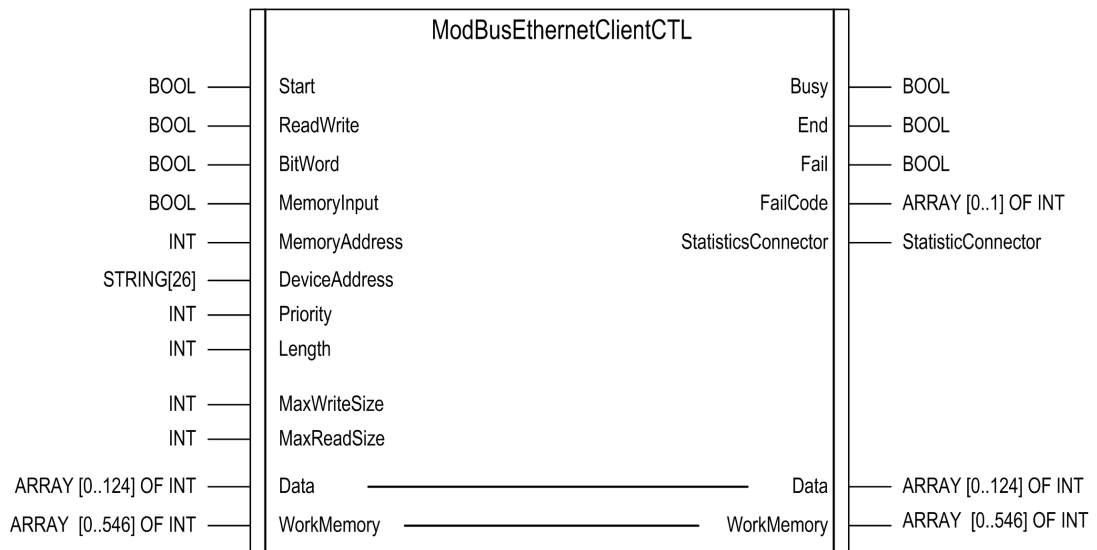 ModBusEthernetClientCTL
BOOL Start Busy BOOL
BOOL ReadWrite End BOOL
BOOL BitWord Fail BOOL
BOOL MemoryInput FailCode ARRAY [0..1] OF INT
INT MemoryAddress StatisticsConnector StatisticConnector
STRING[26] DeviceAddress
INT Priority
INT Length
INT MaxWriteSize
INT MaxReadSize
ARRAY [0..124] OF INT Data Data ARRAY [0..124] OF INT
ARRAY [0..546] OF INT WorkMemory WorkMemory ARRAY [0..546] OF INT